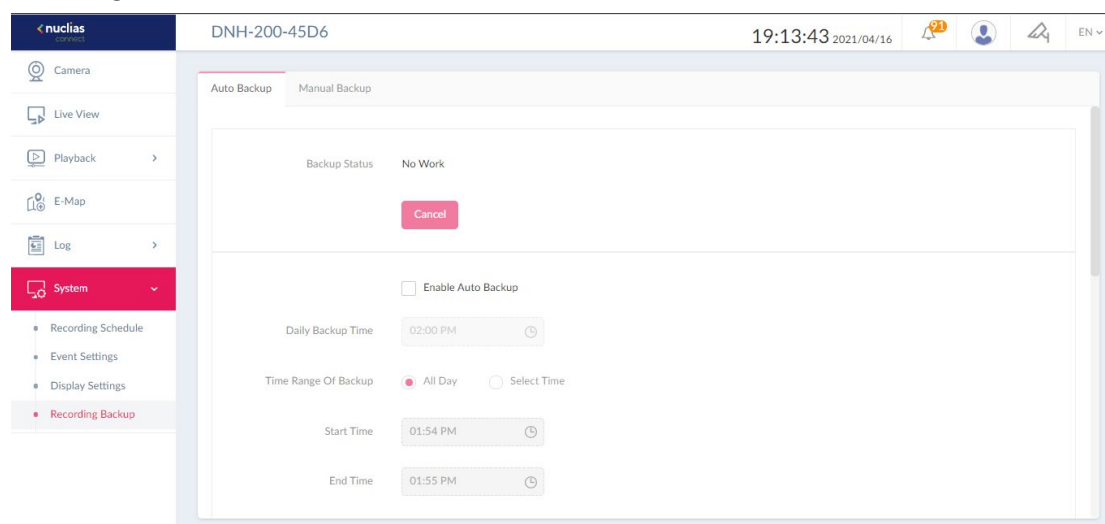 nuclias
connect
DNH-200-45D6
19:13:43 2021/04/16
91
EN
Camera
Live View
Playback
E-Map
Log
System
Recording Schedule
Event Settings
Display Settings
Recording Backup
Auto Backup Manual Backup
Backup Status No Work
Cancel
Enable Auto Backup
Daily Backup Time 02:00 PM
Time Range Of Backup All Day Select Time
Start Time 01:54 PM
End Time 01:55 PM